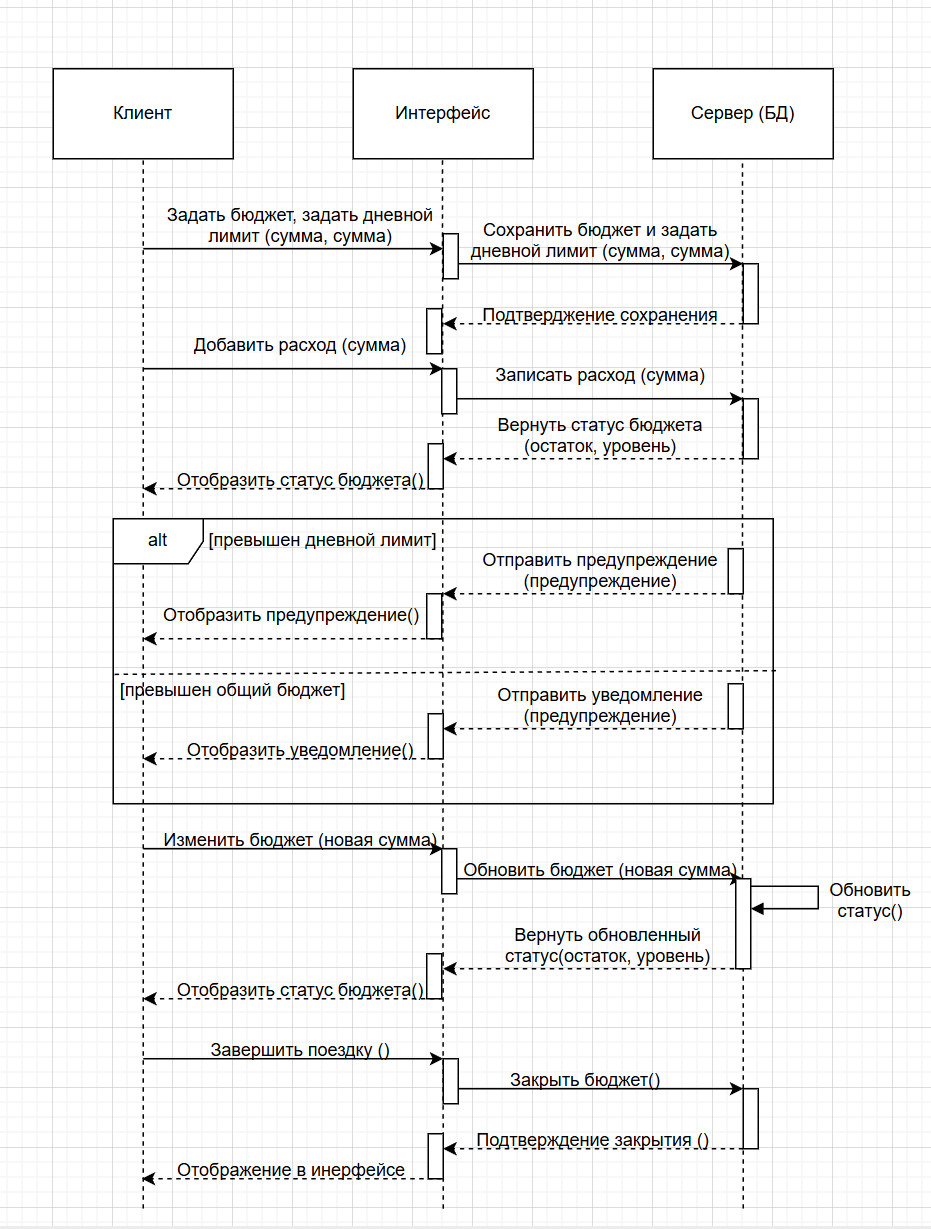 Клиент
Интерфейс
Сервер (БД)
Задать бюджет, задать дневной
лимит (сумма, сумма)
Сохранить бюджет и задать
дневной лимит (сумма, сумма)
Подтверджение сохранения
Добавить расход (сумма)
Записать расход (сумма)
Вернуть статус бюджета
(остаток, уровень)
Отобразить статус бюджета()
alt
[превышен дневной лимит]
Отправить предупреждение
(предупреждение)
Отобразить предупреждение()
[превышен общий бюджет]
Отправить уведомление
(предупреждение)
Отобразить уведомление()
Изменить бюджет (новая сумма)
Обновить бюджет (новая сумма)
Обновить
статус()
Вернуть обновленный
статус(остаток, уровень)
Отобразить статус бюджета()
Завершить поездку ()
Закрыть бюджет()
Подтверждение закрытия ()
Отображение в инерфейсе